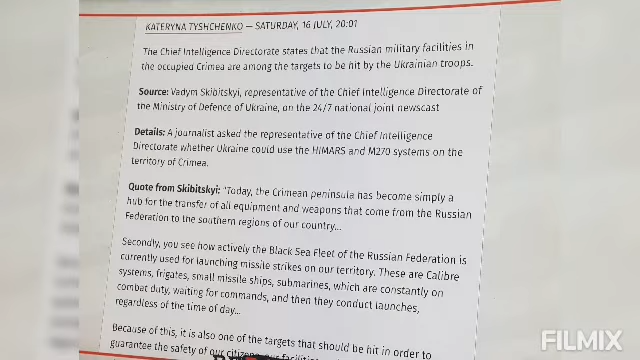 KATERYNA TYSHCHENKO — SATURDAY, 16 JULY, 20:01
The Chief Intelligence Directorate states that the Russian military facilities in
the occupied Crimea are among the targets to be hit by the Ukrainian troops.
Source: Vadym Skibitskyi, representative of the Chief Intelligence Directorate of
the Ministry of Defence of Ukraine, on the 24/7 national joint newscast
Details: A journalist asked the representative of the Chief Intelligence
Directorate whether Ukraine could use the HIMARS and M270 systems on the
territory of Crimea.
Quote from Skibitskyi: "Today, the Crimean peninsula has become simply a
hub for the transfer of all equipment and weapons that come from the Russian
Federation to the southern regions of our country...
Secondly, you see how actively the Black Sea Fleet of the Russian Federation is
currently used for launching missile strikes on our territory. These are Calibre
systems, frigates, small missile ships, submarines, which are constantly on
combat duty, waiting for commands, and then they conduct launches,
regardless of the time of day...
Because of this, it is also one of the targets that should be hit in order to
guarantee the safety of our citizens, our
FILMIX